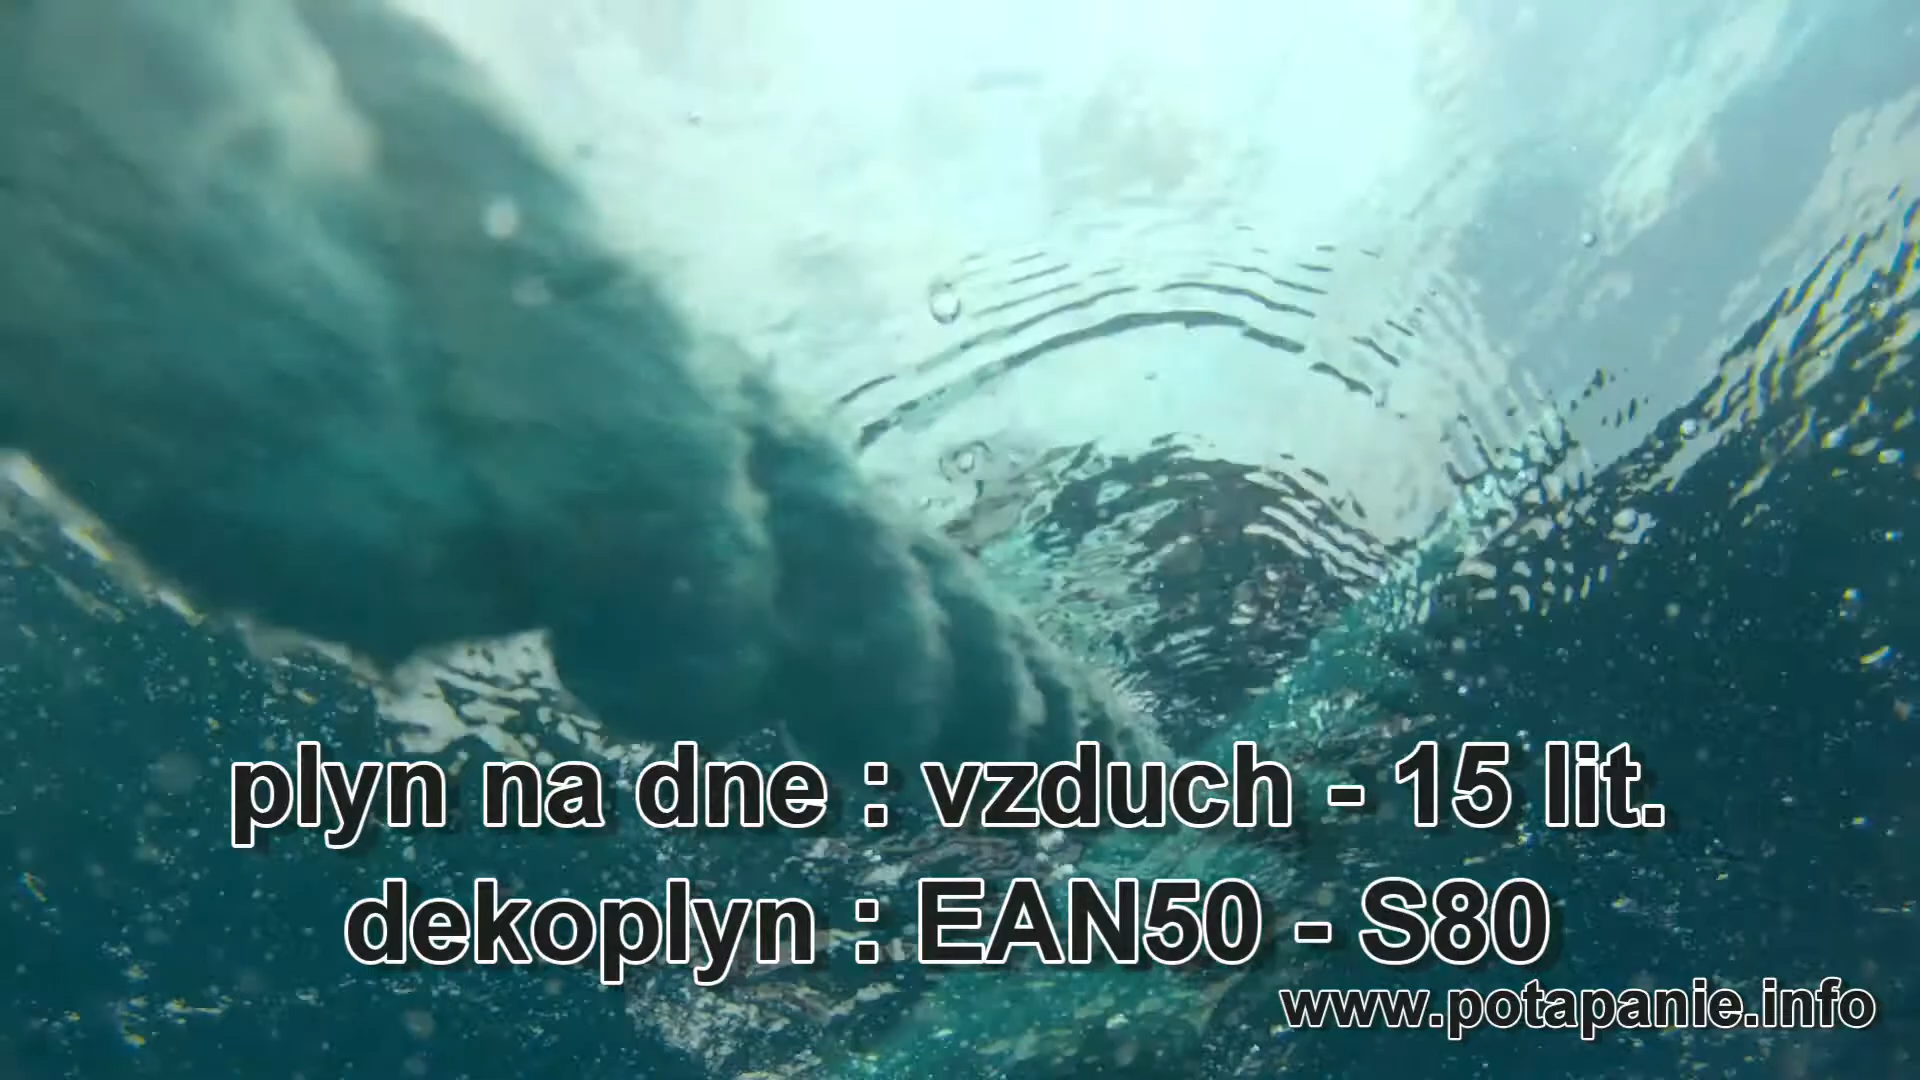 plyn na dne : vzduch - 15 lit.
dekoplyn : EAN50 - S80
www.potapanie.info